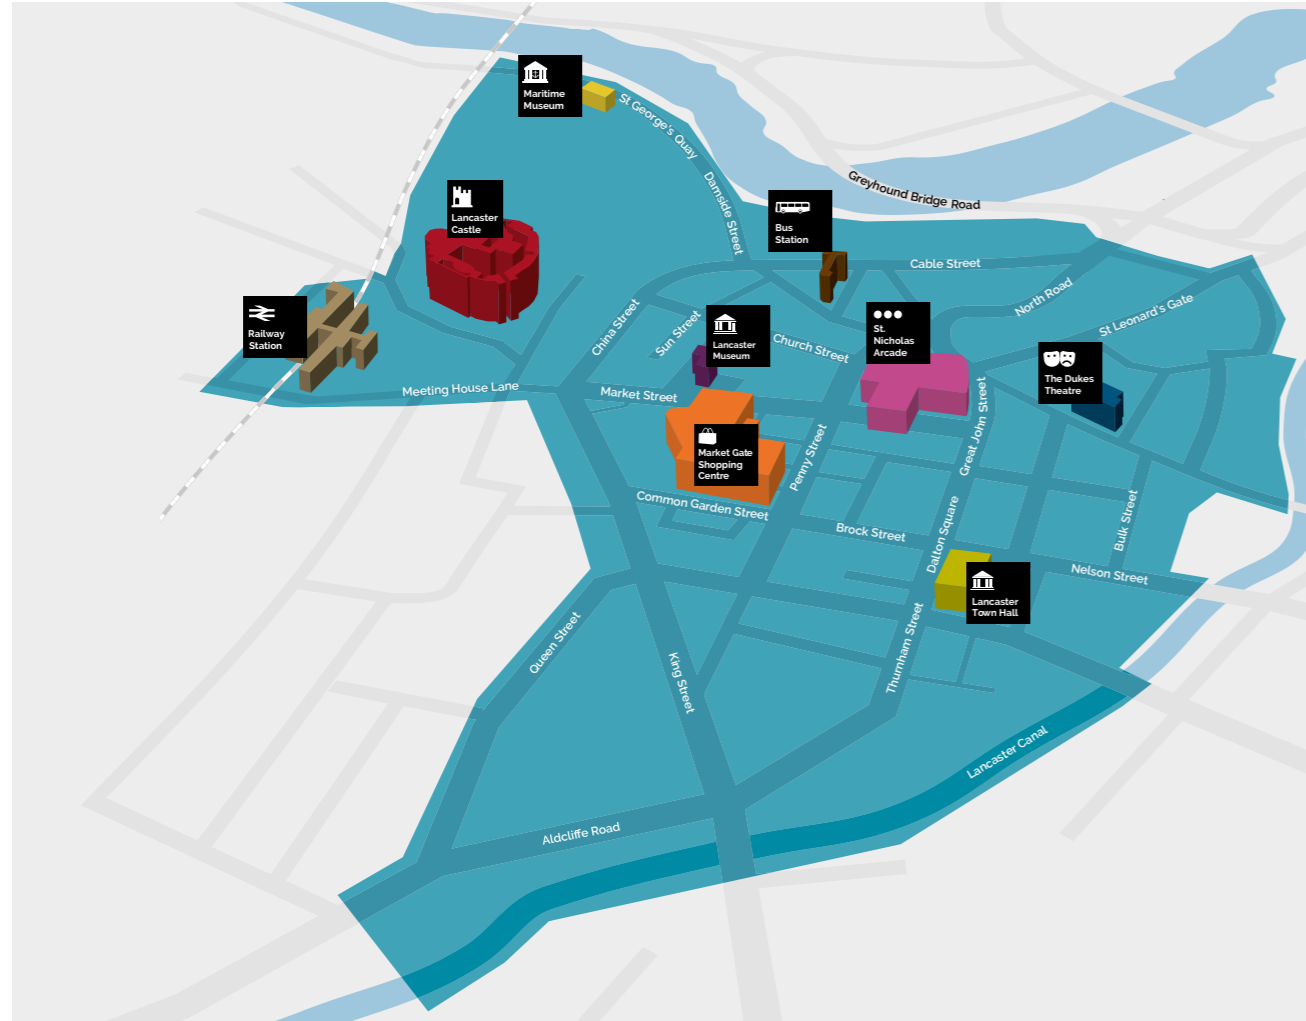 Maritime
Museum
St George's Quay
Damside Street
Greyhound Bridge Road
Lancaster
Castle
Bus
Station
Cable Street
North Road
St Leonard's Gate
Railway
Station
China Street
Sun Street
Lancaster
Museum
Church Street
St.
Nicholas
Arcade
The Dukes
Theatre
Meeting House Lane
Market Street
Great John Street
Penny Street
Market Gate
Shopping
Centre
Common Garden Street
Brock Street
Dalton Square
Bulk Street
Nelson Street
Lancaster
Town Hall
Queen Street
King Street
Thurnham Street
Lancaster Canal
Aldcliffe Road